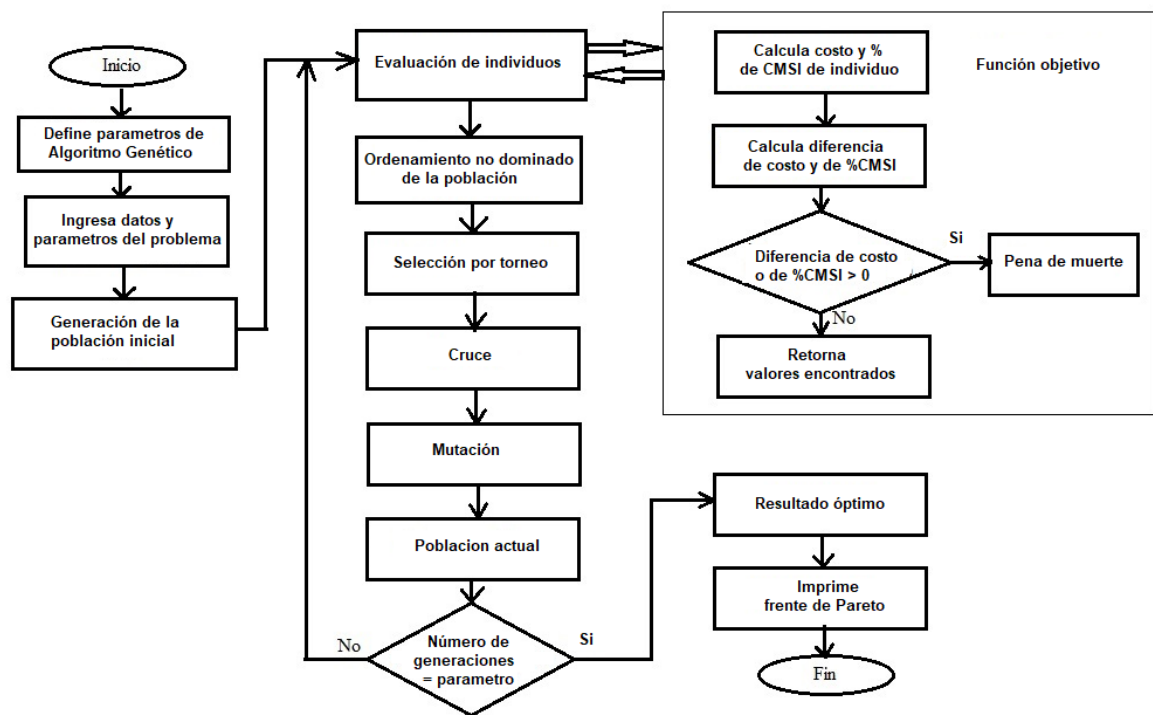 Inicio
Define parametros de
Algoritmo Genético
Ingresa datos y
parametros del problema
Generación de la
población inicial
Evaluación de individuos
Ordenamiento no dominado
de la población
Selección por torneo
Cruce
Mutación
Poblacion actual
Número de
generaciones
= parametro
No
Si
Calcula costo y %
de CMSI de individuo
Función objetivo
Calcula diferencia
de costo y de %CMSI
Diferencia de costo
o de %CMSI > 0
Si
Pena de muerte
No
Retorna
valores encontrados
Resultado óptimo
Imprime
frente de Pareto
Fin